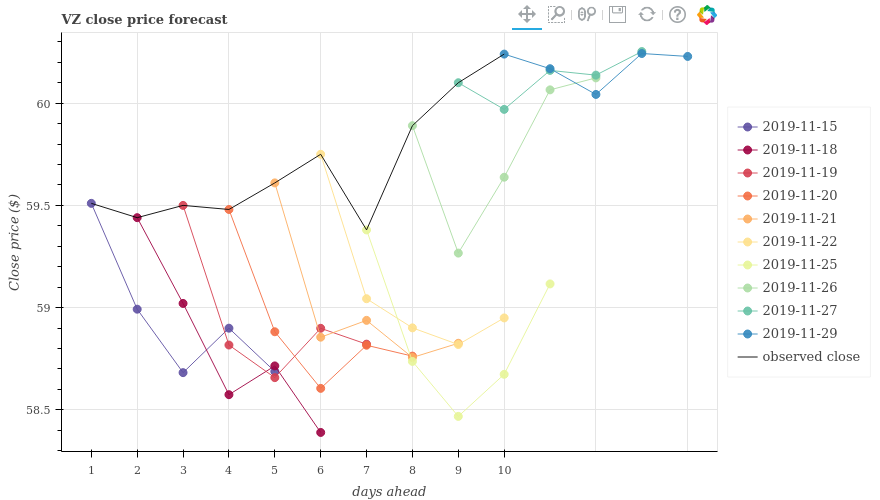 VZ close price forecast
Close price ($)
60
59.5
59
58.5
1 2 3 4 5 6 7 8 9 10
days ahead
2019-11-15
2019-11-18
2019-11-19
2019-11-20
2019-11-21
2019-11-22
2019-11-25
2019-11-26
2019-11-27
2019-11-29
observed close